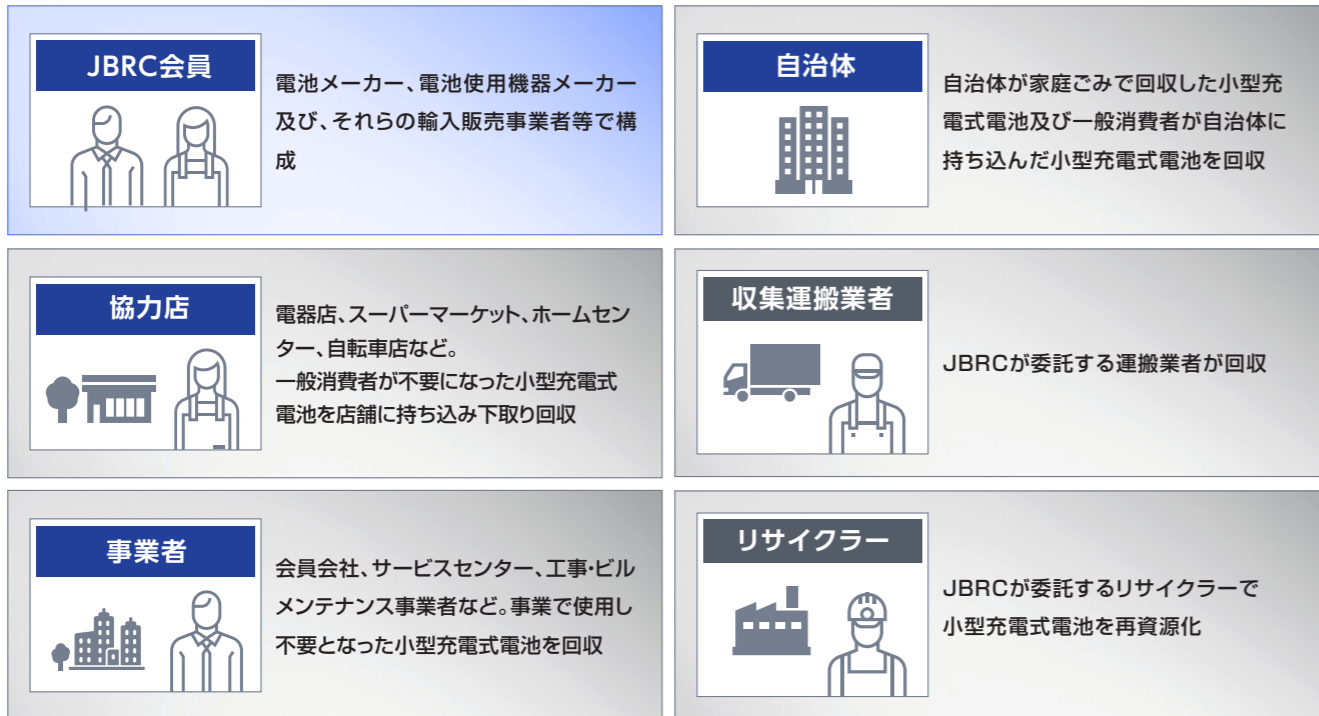 JBRC会員
電池メーカー、電池使用機器メーカー
及び、それらの輸入販売事業者等で構
成
自治体
自治体が家庭ごみで回収した小型充
電式電池及び一般消費者が自治体に
持ち込んだ小型充電式電池を回収
協力店
電器店、スーパーマーケット、ホームセン
ター、自転車店など。
一般消費者が不要になった小型充電式
電池を店舗に持ち込み下取り回収
収集運搬業者
JBRCが委託する運搬業者が回収
事業者
会員会社、サービスセンター、工事・ビル
メンテナンス事業者など。事業で使用し
不要となった小型充電式電池を回収
リサイクラー
JBRCが委託するリサイクラーで
小型充電式電池を再資源化